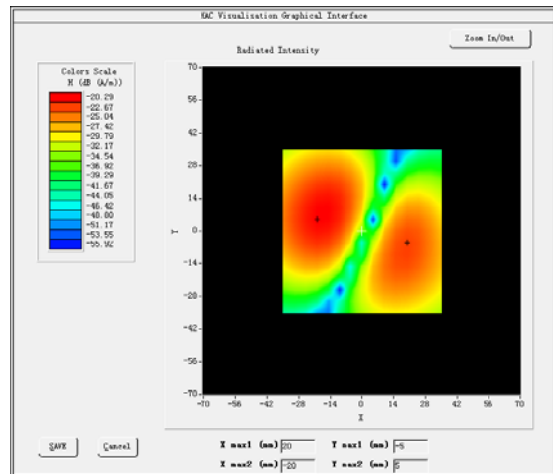 HAC Visualisation Graphical Interface
Zoom In/Out
Radiated Intensity
Colors Scale
H (dB (A/m))
-20.29
-22.67
-25.04
-27.42
-29.79
-32.17
-34.54
-36.92
-39.29
-41.67
-44.05
-46.42
-48.80
-51.17
-53.55
-55.92
70
56
42
28
14
0
-14
-28
-42
-56
-70
Y
-70 -56 -42 -28 -14 0 14 28 42 56 70
X
SAVE
Cancel
X max1 (mm) 20 Y max1 (mm) -5
X max2 (mm) -20 Y max2 (mm) 5